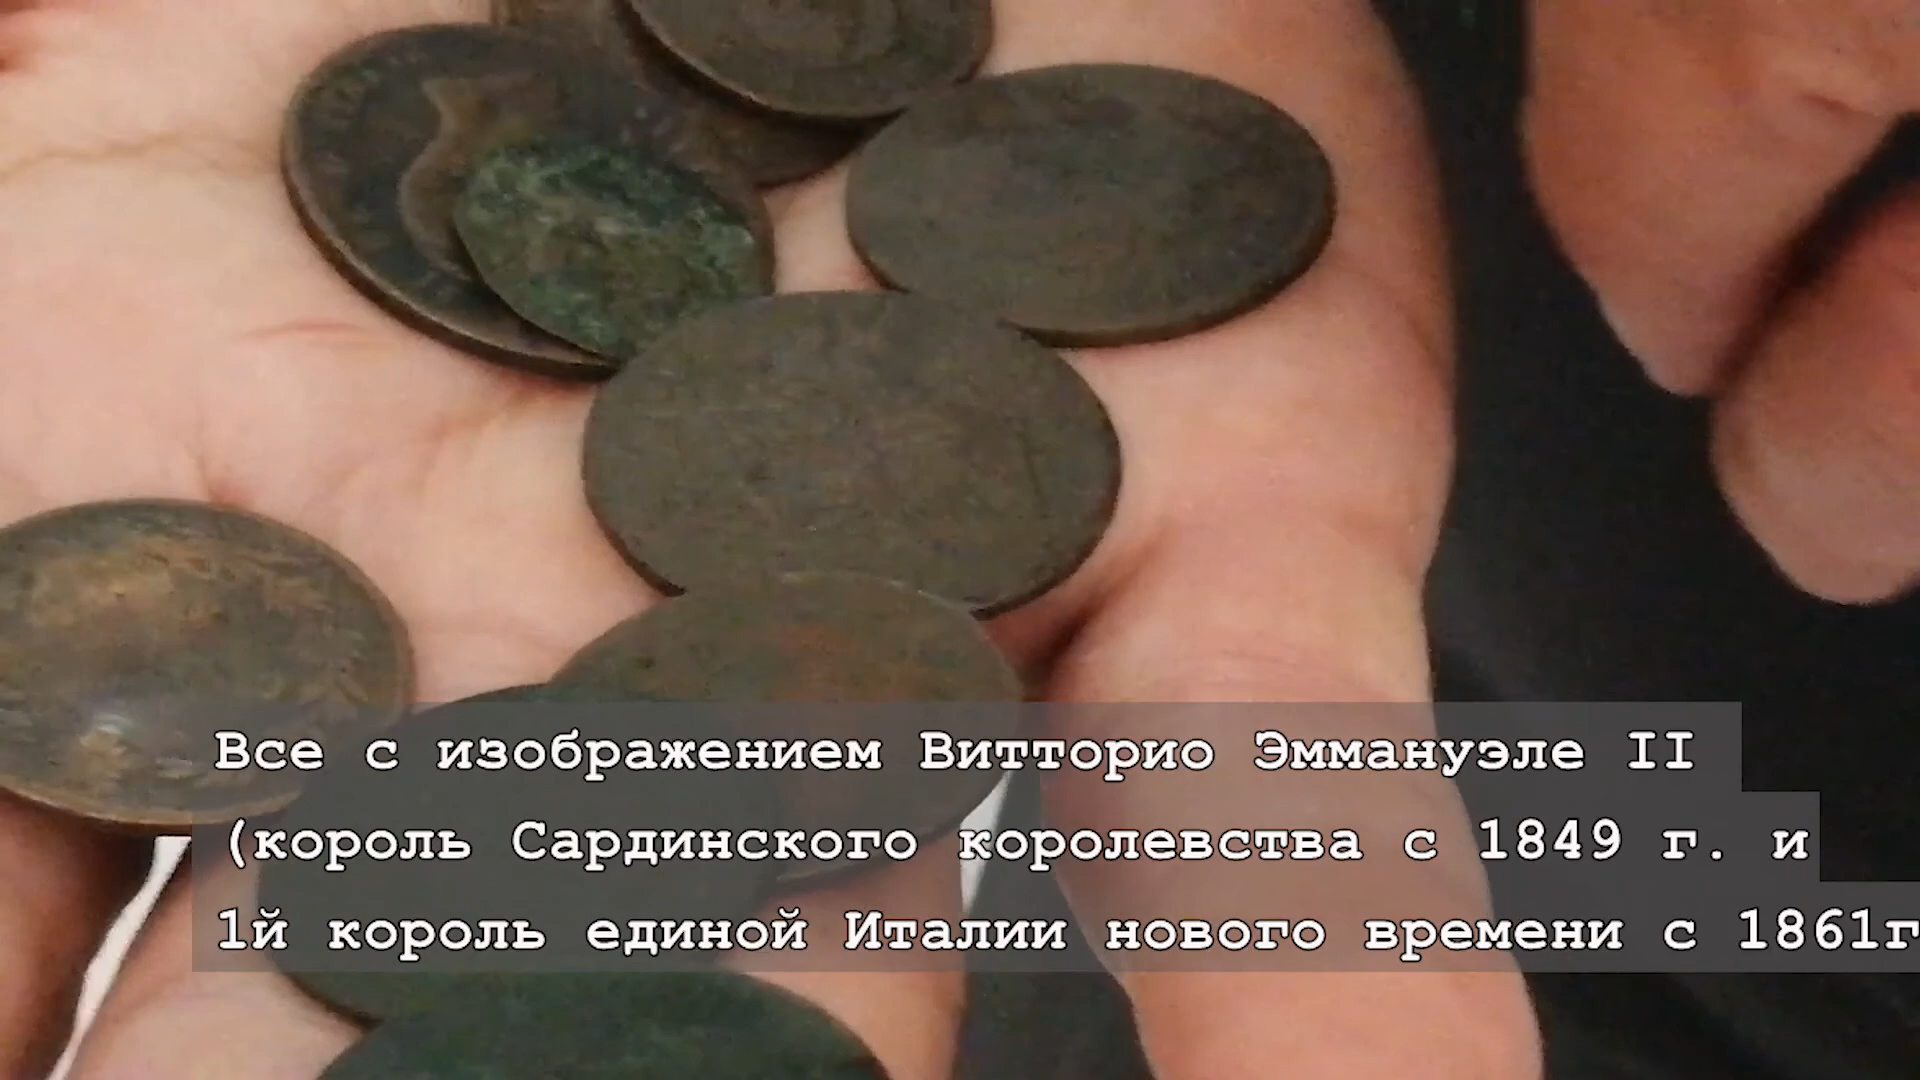 Все с изображением Витторио Эммануэле II
(король Сардинского королевства с 1849 г. и
1й король единой Италии нового времени с 1861г